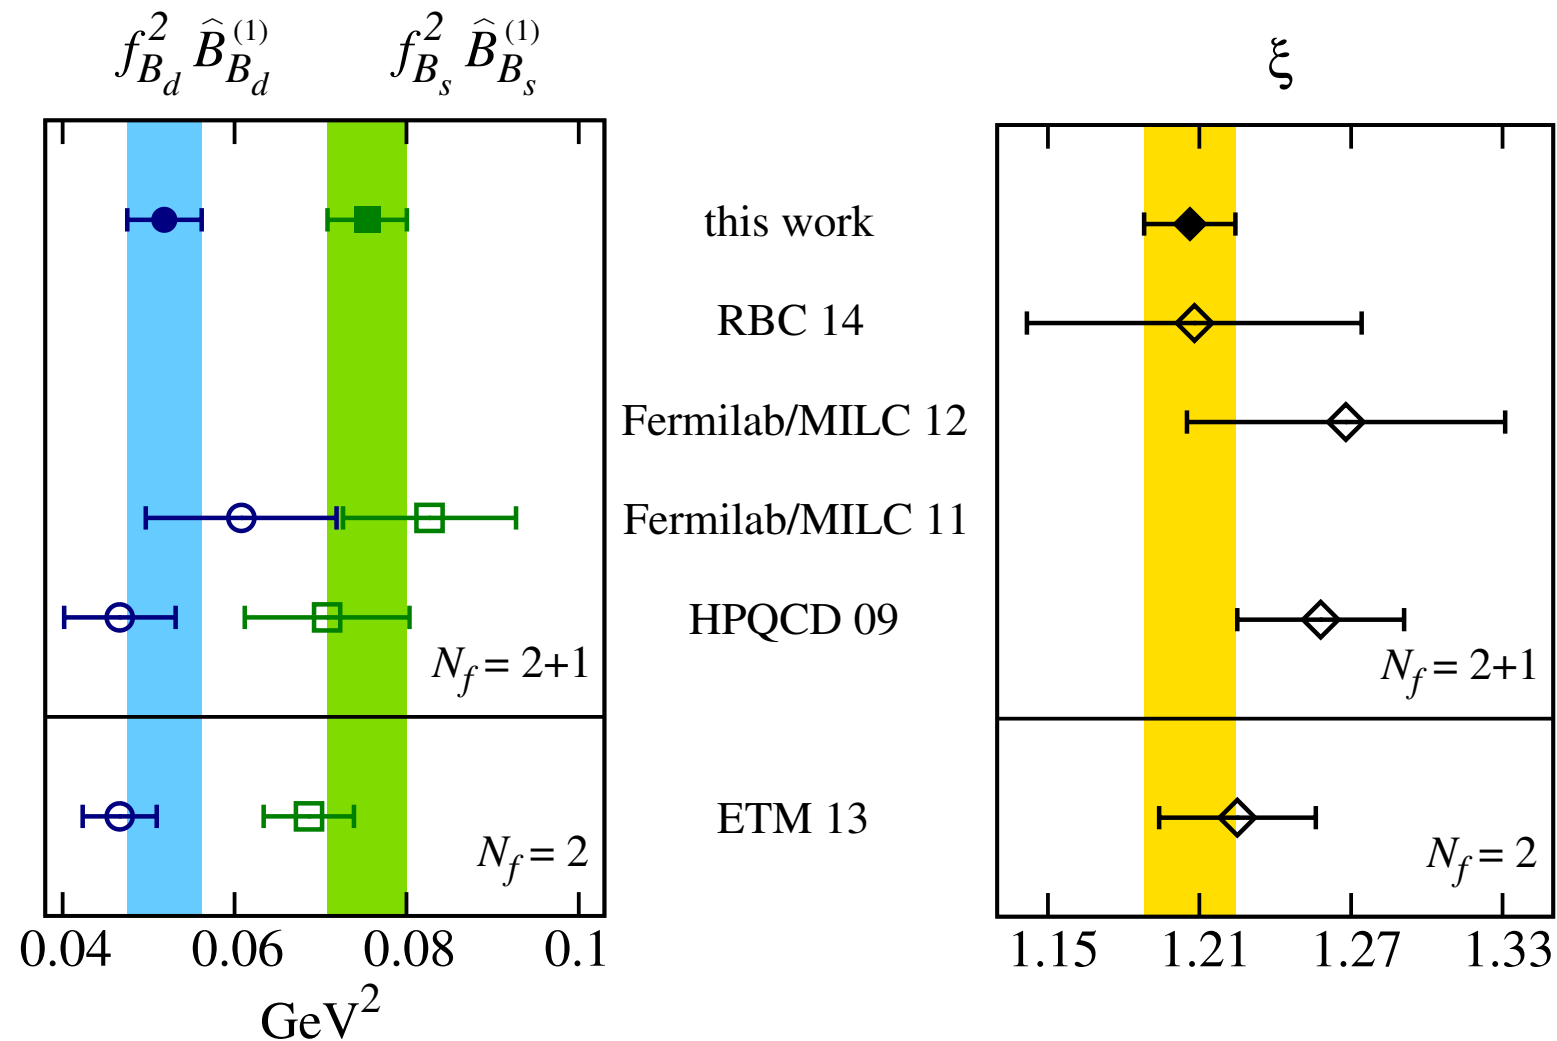 f²_{B_d} B̂^{(1)}_{B_d} f²_{B_s} B̂^{(1)}_{B_s}
ξ
this work
RBC 14
Fermilab/MILC 12
Fermilab/MILC 11
HPQCD 09
N_f = 2+1
N_f = 2+1
ETM 13
N_f = 2
N_f = 2
0.04 0.06 0.08 0.1
1.15 1.21 1.27 1.33
GeV²